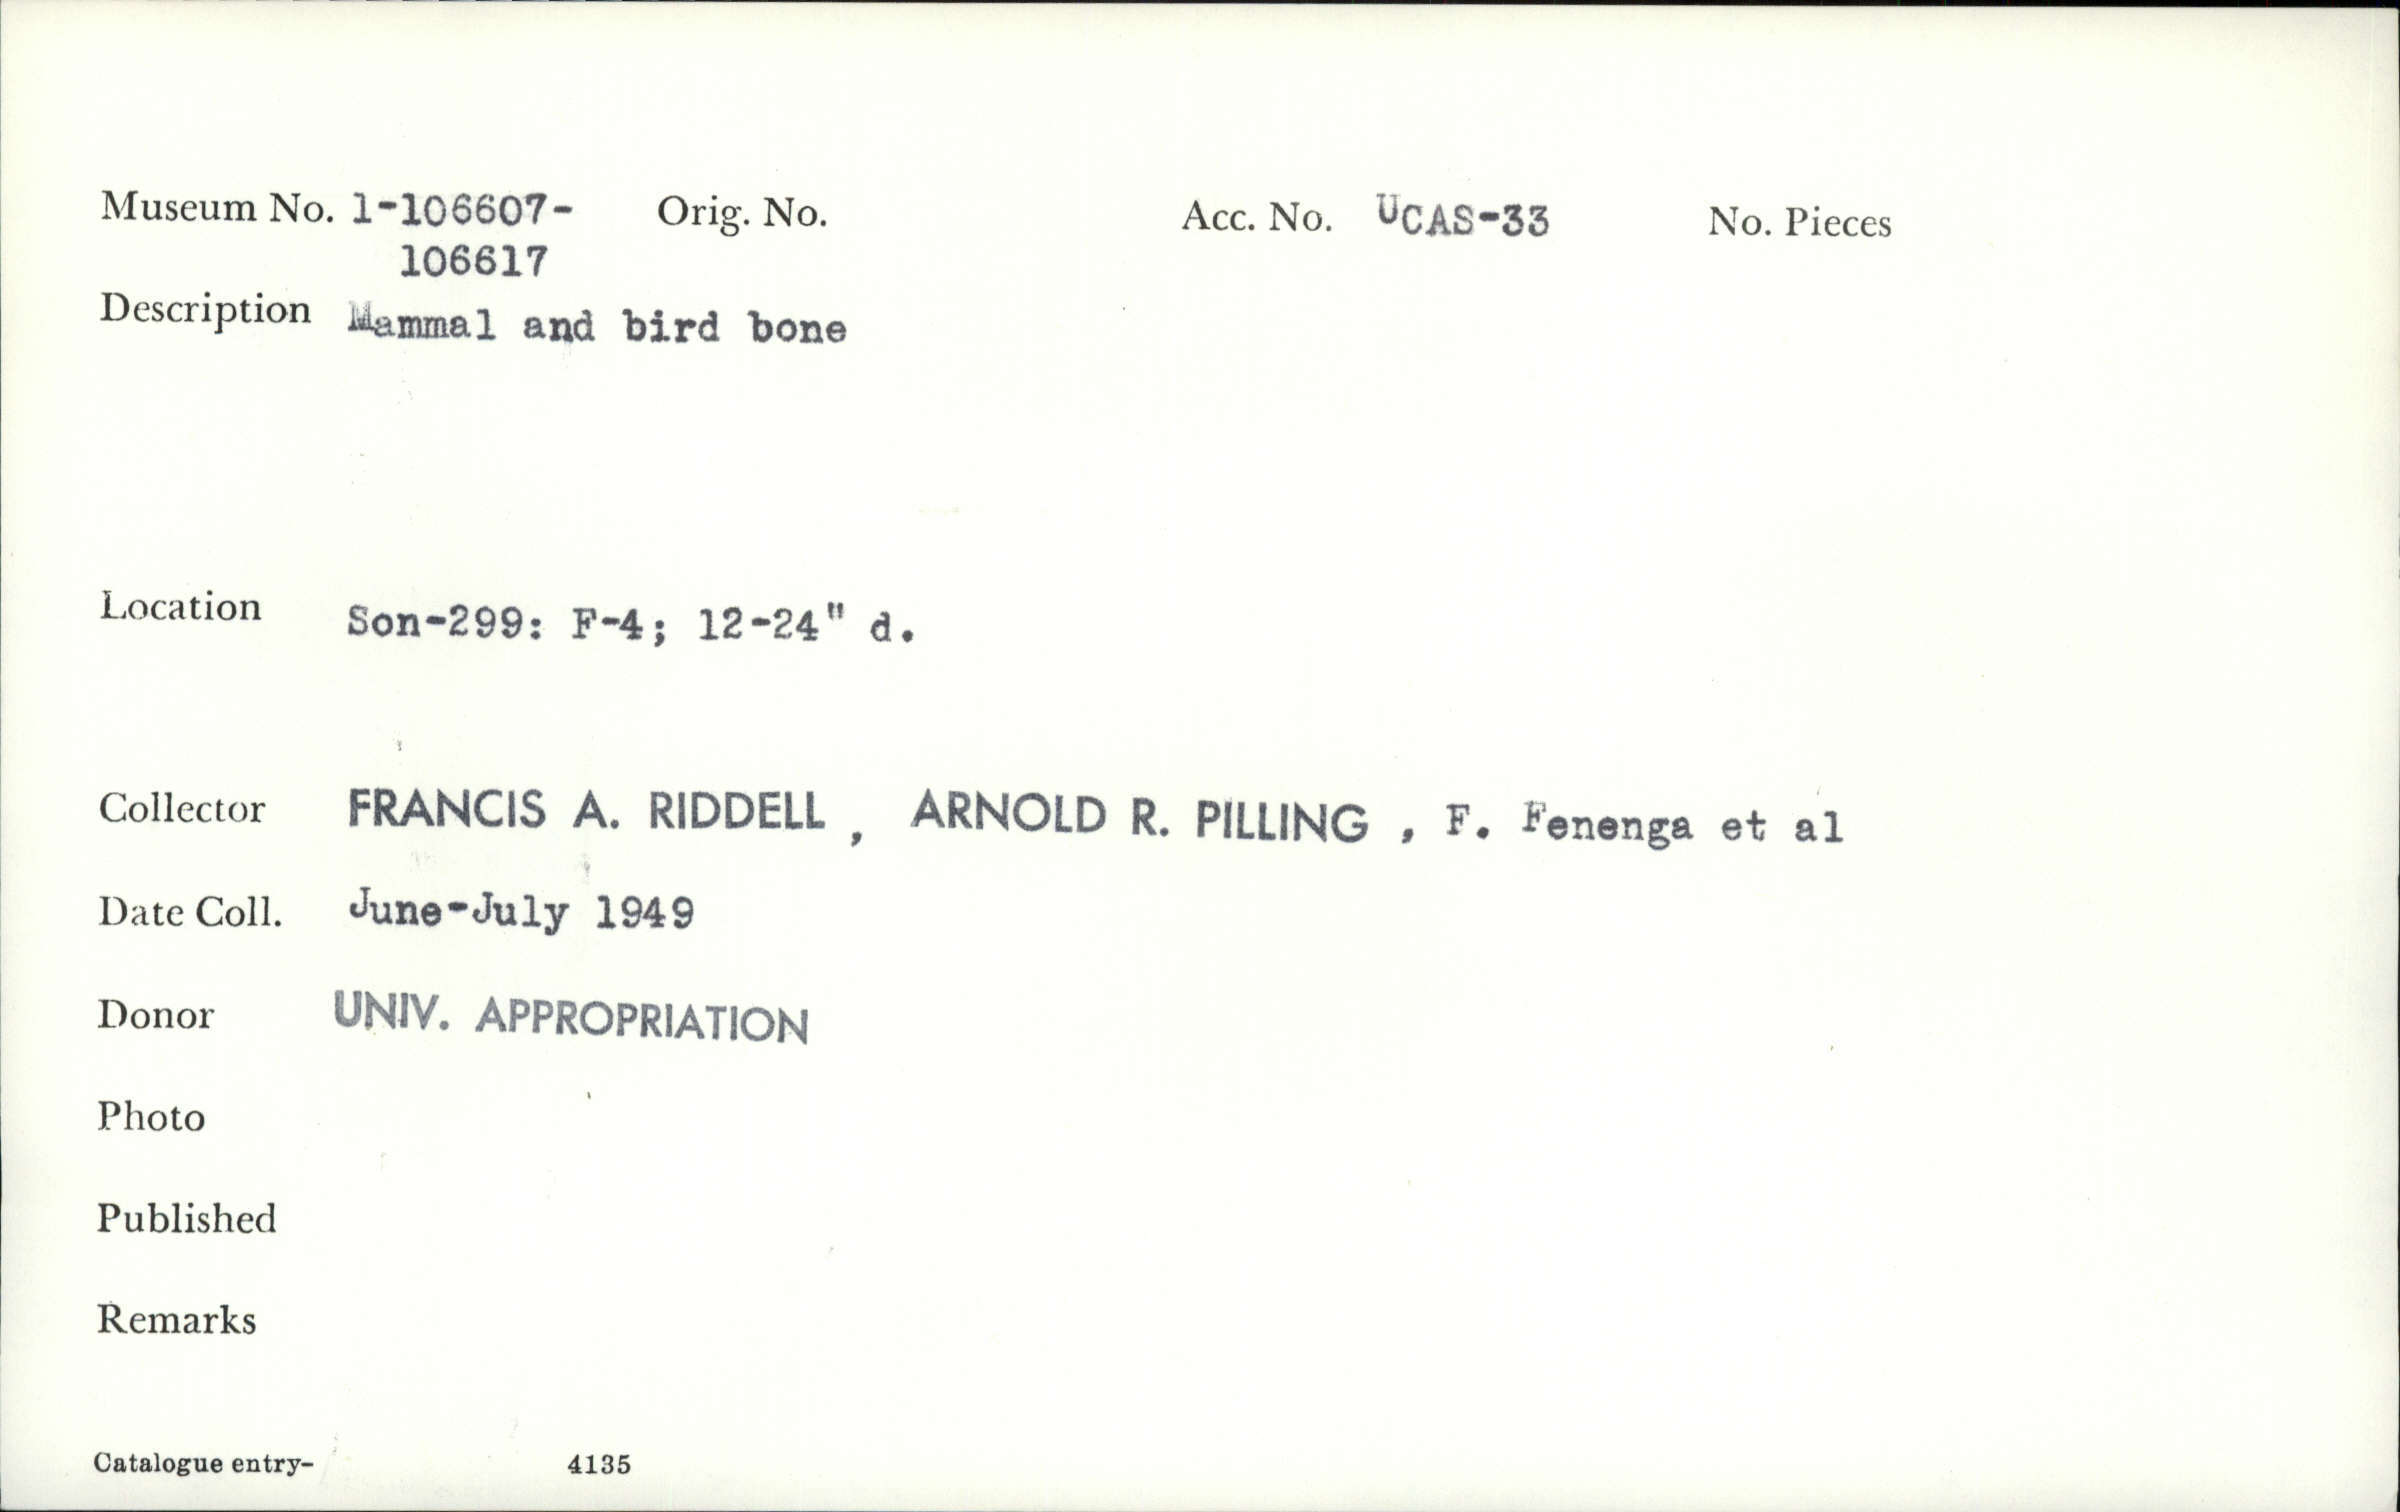 Museum No. 1-106607- Orig. No. Acc. No. UCAS-33 No. Pieces
106617
Description Mammal and bird bone
Location Son-299: F-4; 12-24" d.
Collector FRANCIS A. RIDDELL , ARNOLD R. PILLING , F. Fenenga et al
Date Coll. June-July 1949
Donor UNIV. APPROPRIATION
Photo
Published
Remarks
Catalogue entry- 4135